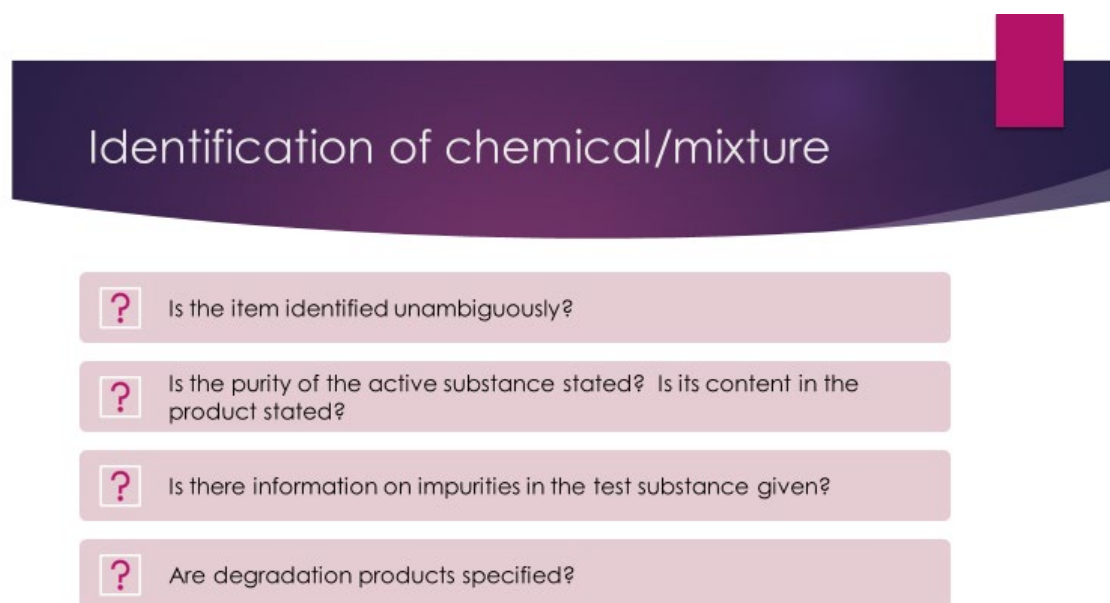 Identification of chemical/mixture
? Is the item identified unambiguously?
? Is the purity of the active substance stated?  Is its content in the
product stated?
? Is there information on impurities in the test substance given?
? Are degradation products specified?